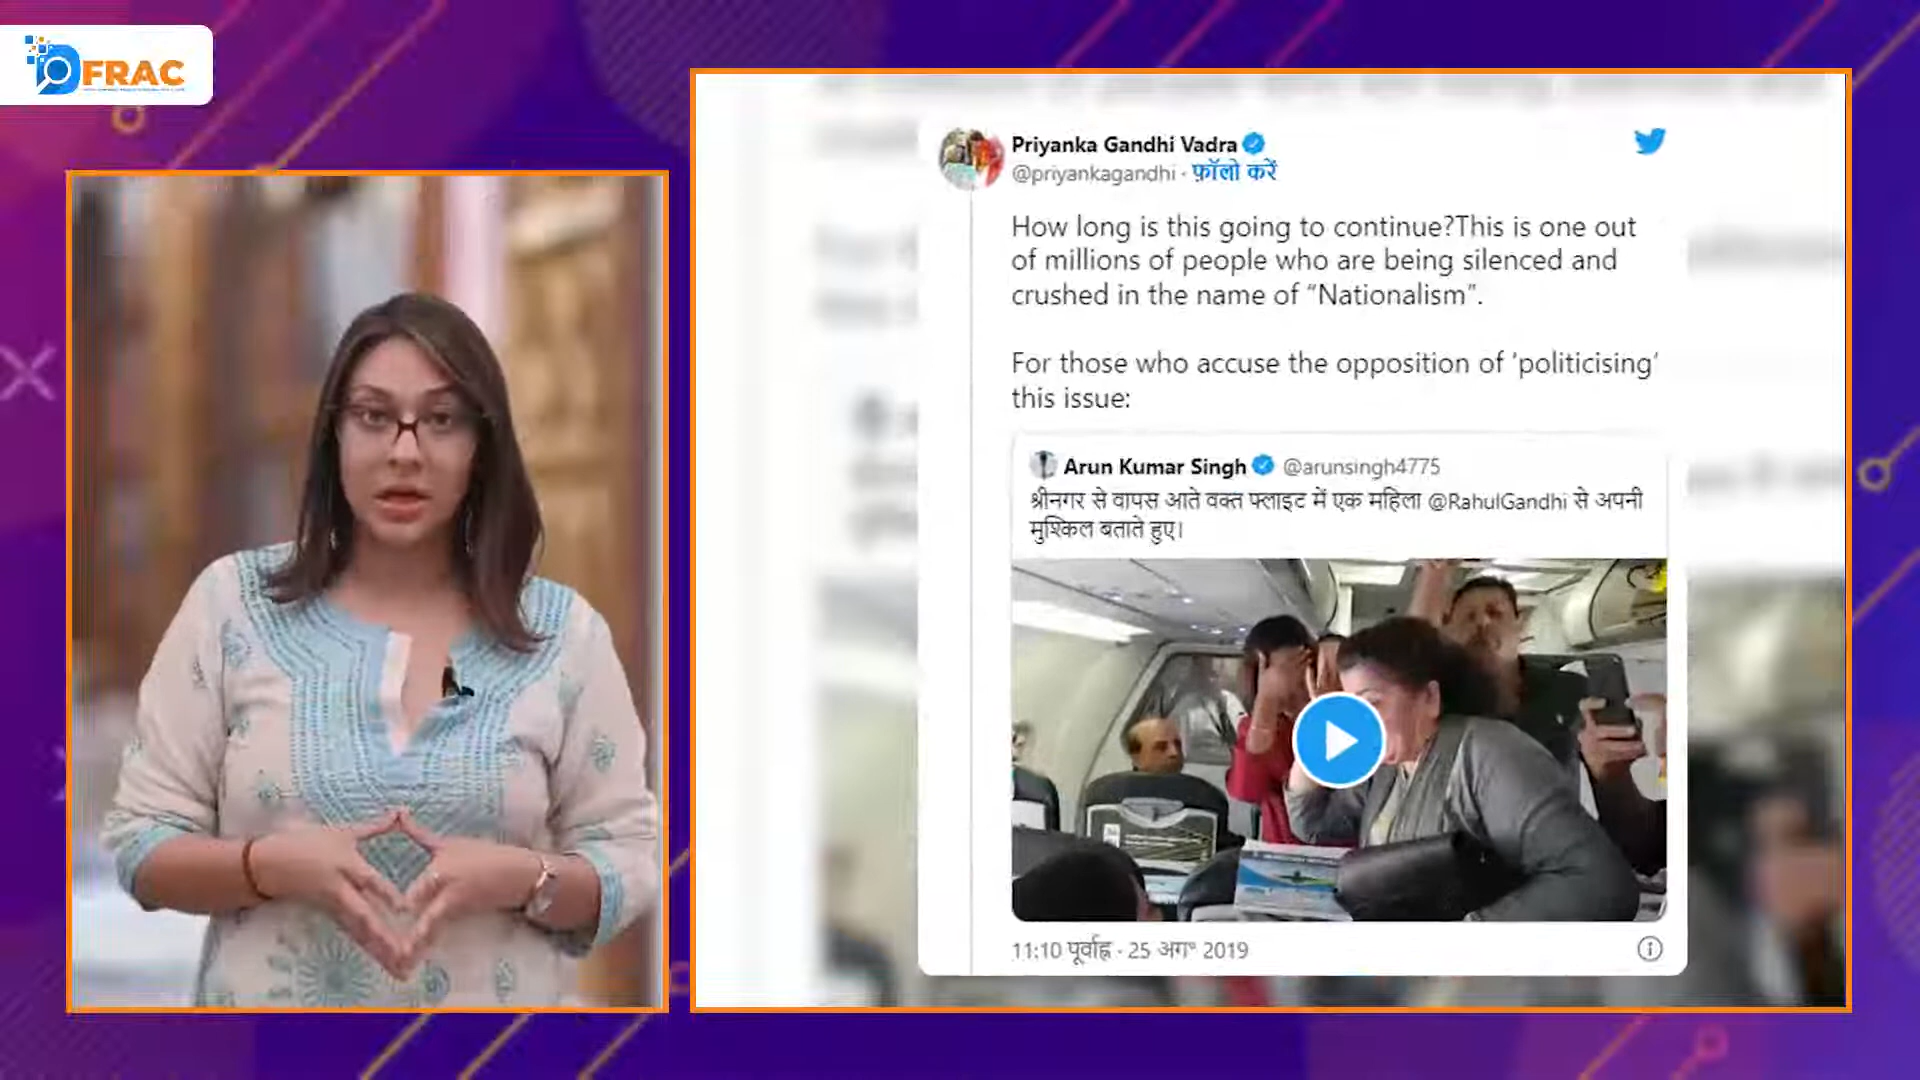 DFRAC
Priyanka Gandhi Vadra
@priyankagandhi · फ़ॉलो करें
How long is this going to continue?This is one out
of millions of people who are being silenced and
crushed in the name of “Nationalism”.
For those who accuse the opposition of ‘politicising’
this issue:
Arun Kumar Singh @arunsingh4775
श्रीनगर से वापस आते वक्त फ्लाइट में एक महिला @RahulGandhi से अपनी
मुश्किल बताते हुए।
11:10 पूर्वाह्न · 25 अग॰ 2019